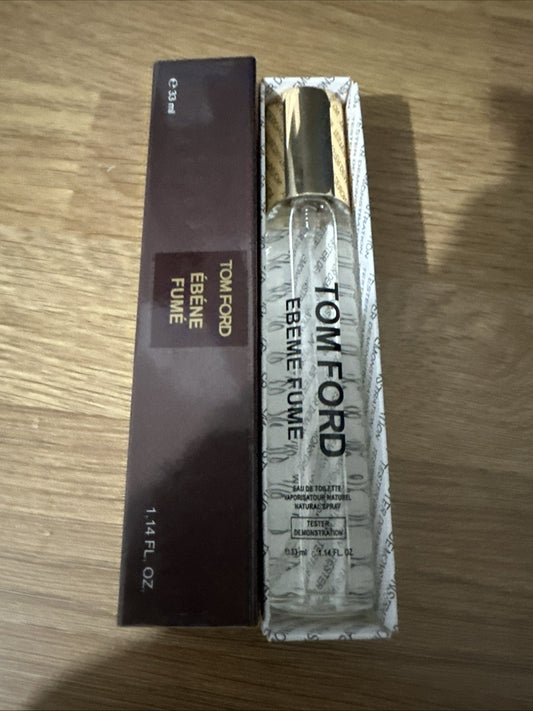 ℮ 33 ml
TOM FORD
ÉBÉNE
FUMÉ
1.14 FL. OZ.
TOM FORD
EBEME FUME
EAU DE TOILETTE
VAPORISATOUR NATUREL
NATURAL SPRAY
TESTER
DEMONSTRATION
℮33 ml 1.14 FL. OZ